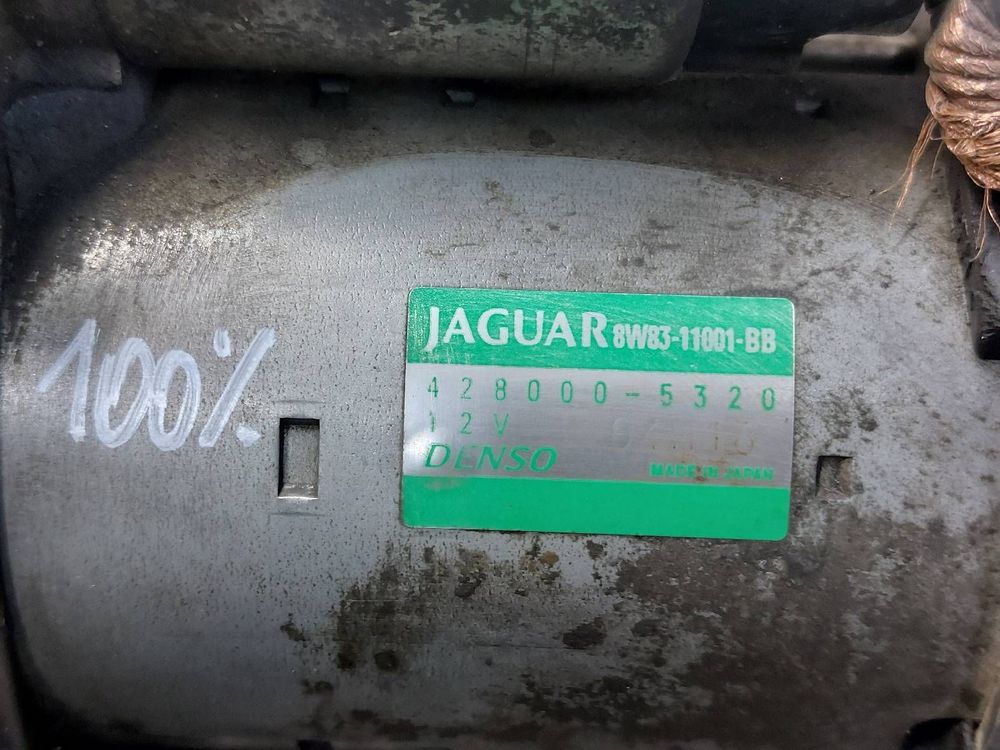 100%
JAGUAR 8W83-11001-BB
428000-5320
12V
DENSO MADE IN JAPAN